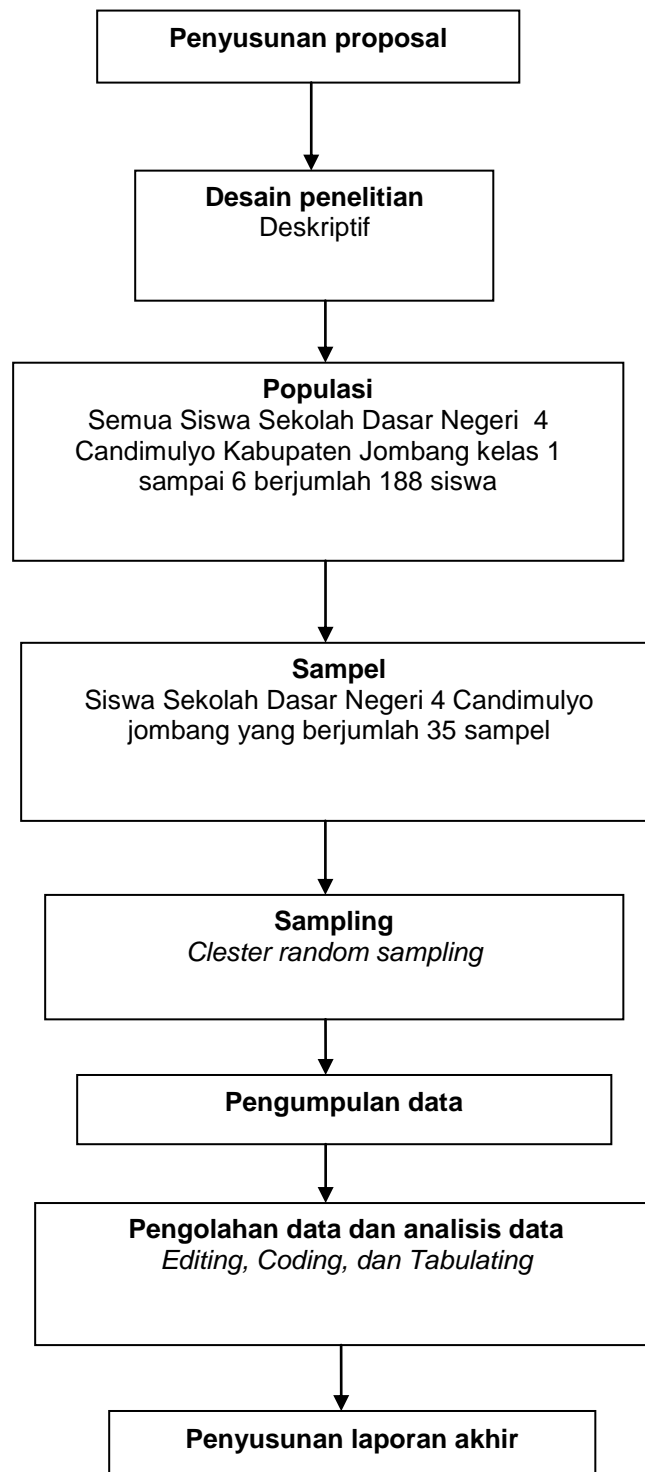 Penyusunan proposal
Desain penelitian
Deskriptif
Populasi
Semua Siswa Sekolah Dasar Negeri 4
Candimulyo Kabupaten Jombang kelas 1
sampai 6 berjumlah 188 siswa
Sampel
Siswa Sekolah Dasar Negeri 4 Candimulyo
jombang yang berjumlah 35 sampel
Sampling
Clester random sampling
Pengumpulan data
Pengolahan data dan analisis data
Editing, Coding, dan Tabulating
Penyusunan laporan akhir